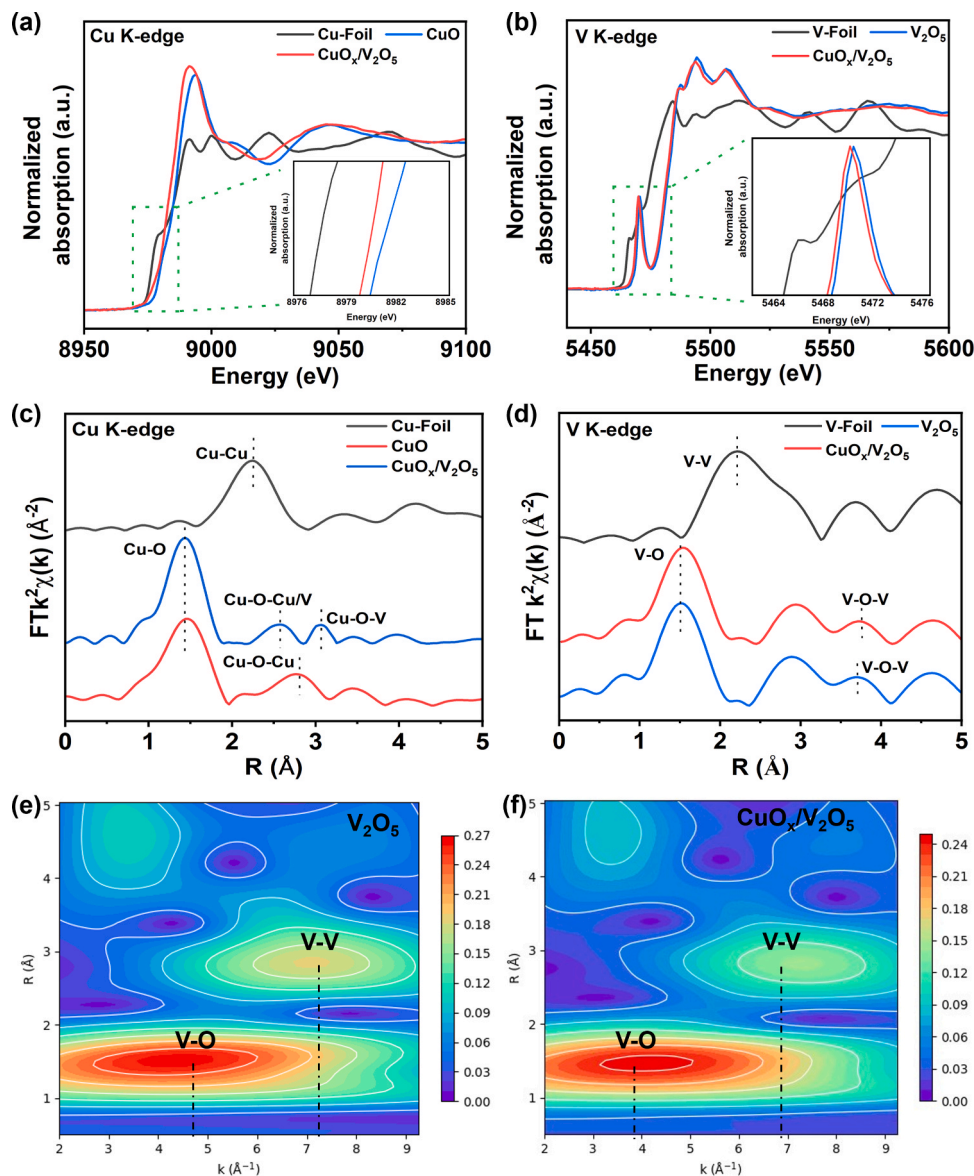 (a)
Cu K-edge
Cu-Foil
CuO
CuOₓ/V₂O₅
Normalized
absorption (a.u.)
Normalized
absorption (a.u.)
8976 8979 8982 8985
Energy (eV)
8950 9000 9050 9100
Energy (eV)
(b)
V K-edge
V-Foil
V₂O₅
CuOₓ/V₂O₅
Normalized
absorption (a.u.)
Normalized
absorption (a.u.)
5464 5468 5472 5476
Energy (eV)
5450 5500 5550 5600
Energy (eV)
(c)
Cu K-edge
Cu-Foil
CuO
CuOₓ/V₂O₅
FTk²χ(k) (Å⁻²)
Cu-Cu
Cu-O
Cu-O-Cu/V
Cu-O-V
Cu-O-Cu
0 1 2 3 4 5
R (Å)
(d)
V K-edge
V-Foil
V₂O₅
CuOₓ/V₂O₅
FT k²χ(k) (Å⁻²)
V-V
V-O
V-O-V
V-O-V
0 1 2 3 4 5
R (Å)
(e)
V₂O₅
V-V
V-O
R (Å)
5
4
3
2
1
2 3 4 5 6 7 8 9
k (Å⁻¹)
0.27
0.24
0.21
0.18
0.15
0.12
0.09
0.06
0.03
0.00
(f)
CuOₓ/V₂O₅
V-V
V-O
R (Å)
5
4
3
2
1
2 3 4 5 6 7 8 9
k (Å⁻¹)
0.24
0.21
0.18
0.15
0.12
0.09
0.06
0.03
0.00